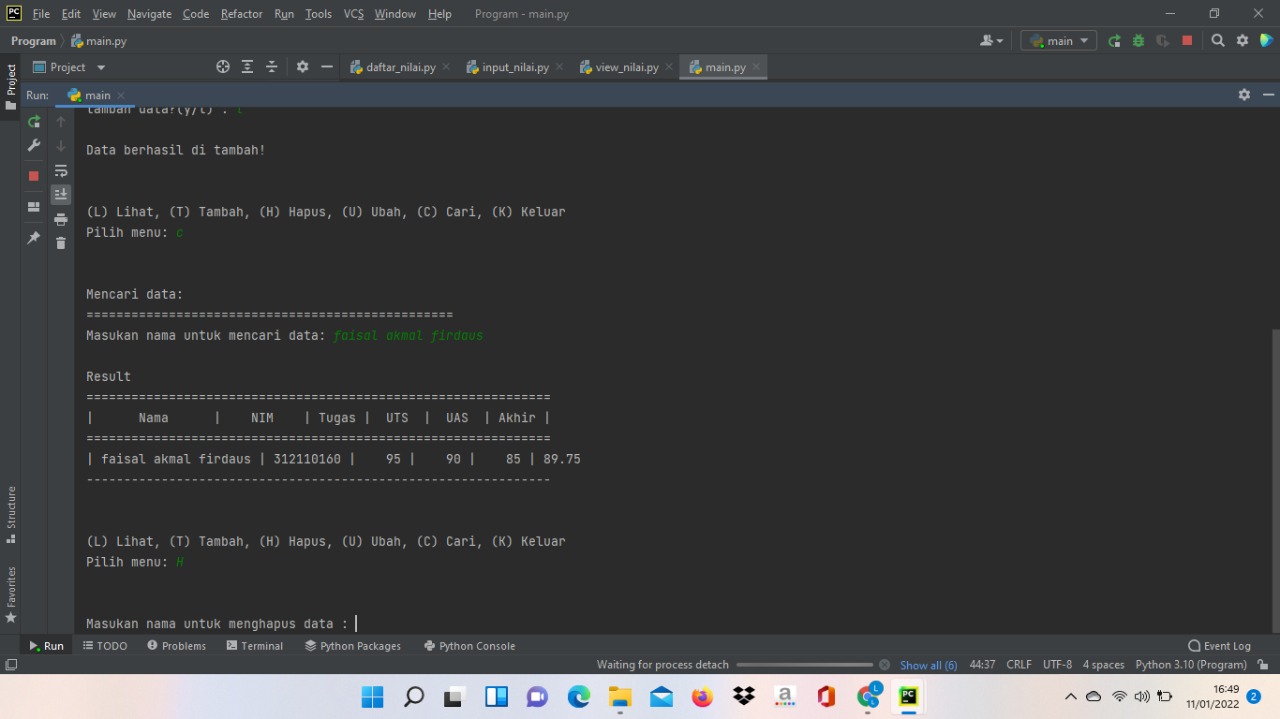 PC File Edit View Navigate Code Refactor Run Tools VCS Window Help Program - main.py
Program main.py main
Project Project daftar_nilai.py input_nilai.py view_nilai.py main.py
Run: main
tambah data?(y/t) : t
Data berhasil di tambah!
(L) Lihat, (T) Tambah, (H) Hapus, (U) Ubah, (C) Cari, (K) Keluar
Pilih menu: c
Mencari data:
=================================================
Masukan nama untuk mencari data: faisal akmal firdaus
Result
==============================================================
| Nama | NIM | Tugas | UTS | UAS | Akhir |
==============================================================
| faisal akmal firdaus | 312110160 | 95 | 90 | 85 | 89.75
--------------------------------------------------------------
(L) Lihat, (T) Tambah, (H) Hapus, (U) Ubah, (C) Cari, (K) Keluar
Pilih menu: H
Masukan nama untuk menghapus data :
Structure
Favorites
Run TODO Problems Terminal Python Packages Python Console Event Log
Waiting for process detach Show all (6) 44:37 CRLF UTF-8 4 spaces Python 3.10 (Program)
a L PC 16:49 2
11/01/2022